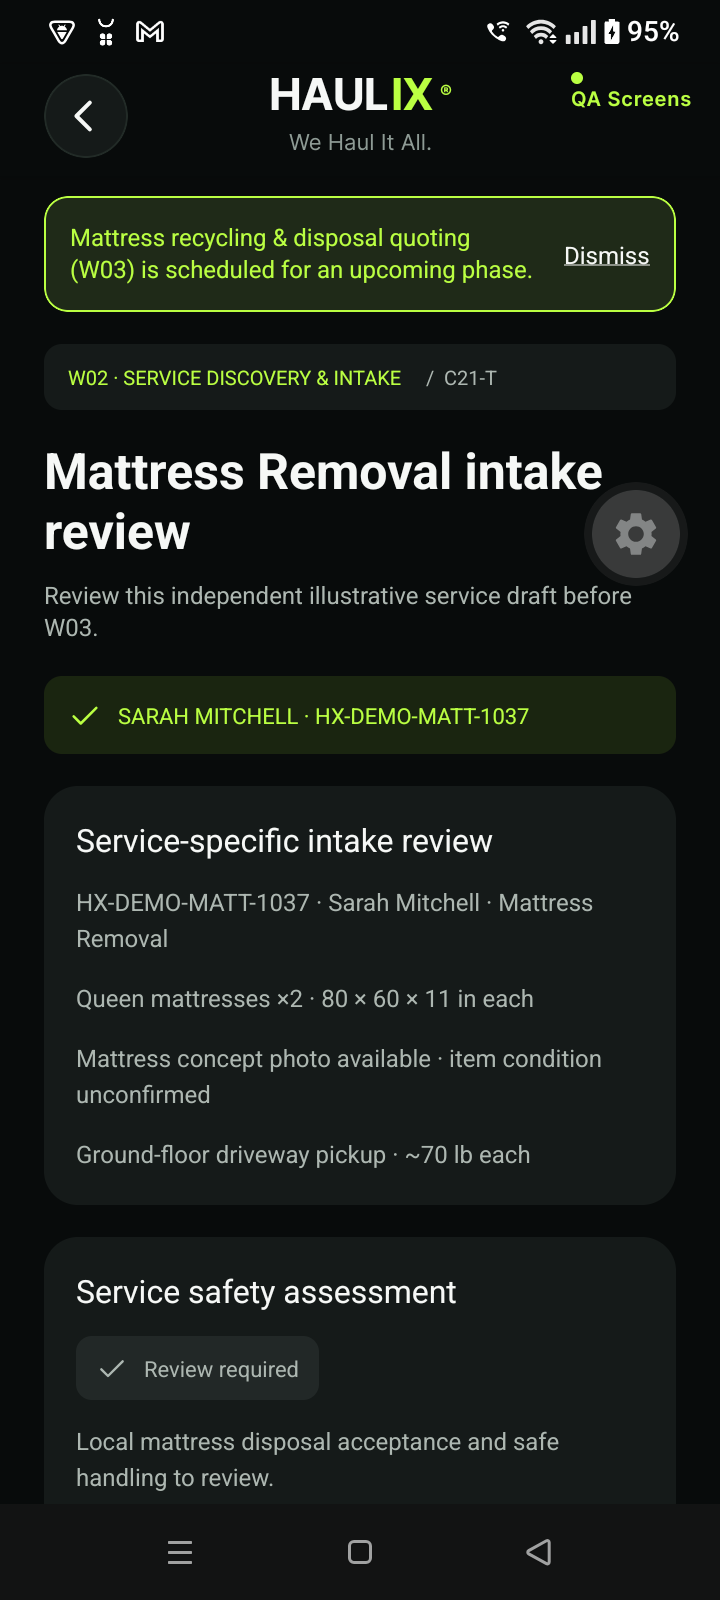 95%
HAULIX ®
QA Screens
We Haul It All.
Mattress recycling & disposal quoting
(W03) is scheduled for an upcoming phase.
Dismiss
W02 · SERVICE DISCOVERY & INTAKE / C21-T
Mattress Removal intake
review
Review this independent illustrative service draft before
W03.
SARAH MITCHELL · HX-DEMO-MATT-1037
Service-specific intake review
HX-DEMO-MATT-1037 · Sarah Mitchell · Mattress
Removal
Queen mattresses ×2 · 80 × 60 × 11 in each
Mattress concept photo available · item condition
unconfirmed
Ground-floor driveway pickup · ~70 lb each
Service safety assessment
Review required
Local mattress disposal acceptance and safe
handling to review.